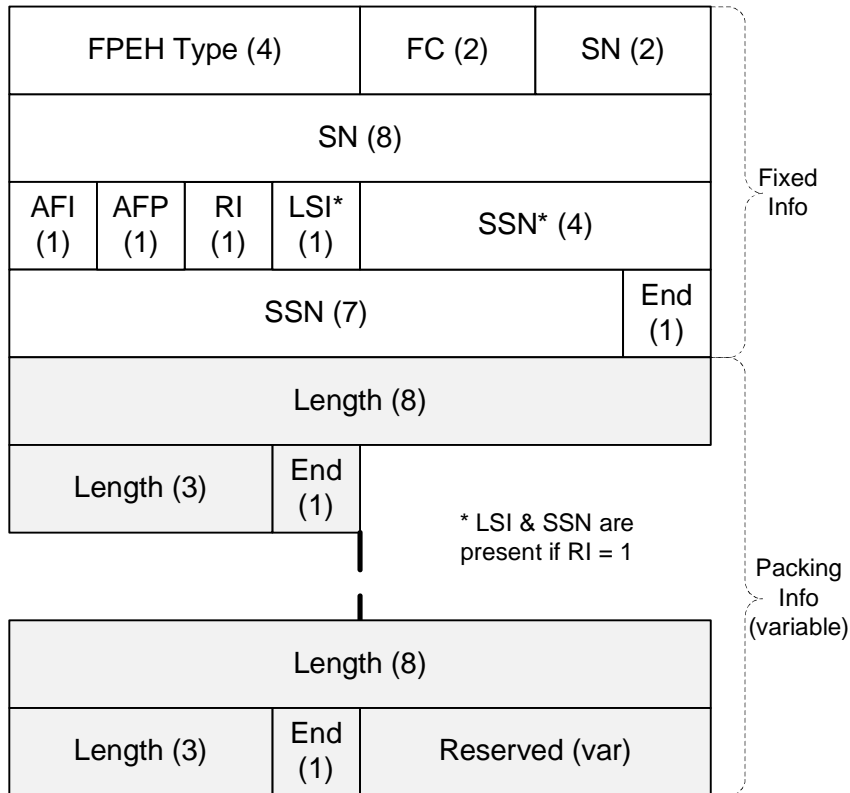 FPEH Type (4)
FC (2)
SN (2)
SN (8)
AFI
(1)
AFP
(1)
RI
(1)
LSI*
(1)
SSN* (4)
SSN (7)
End
(1)
Fixed
Info
Length (8)
Length (3)
End
(1)
* LSI & SSN are
present if RI = 1
Packing
Info
(variable)
Length (8)
Length (3)
End
(1)
Reserved (var)